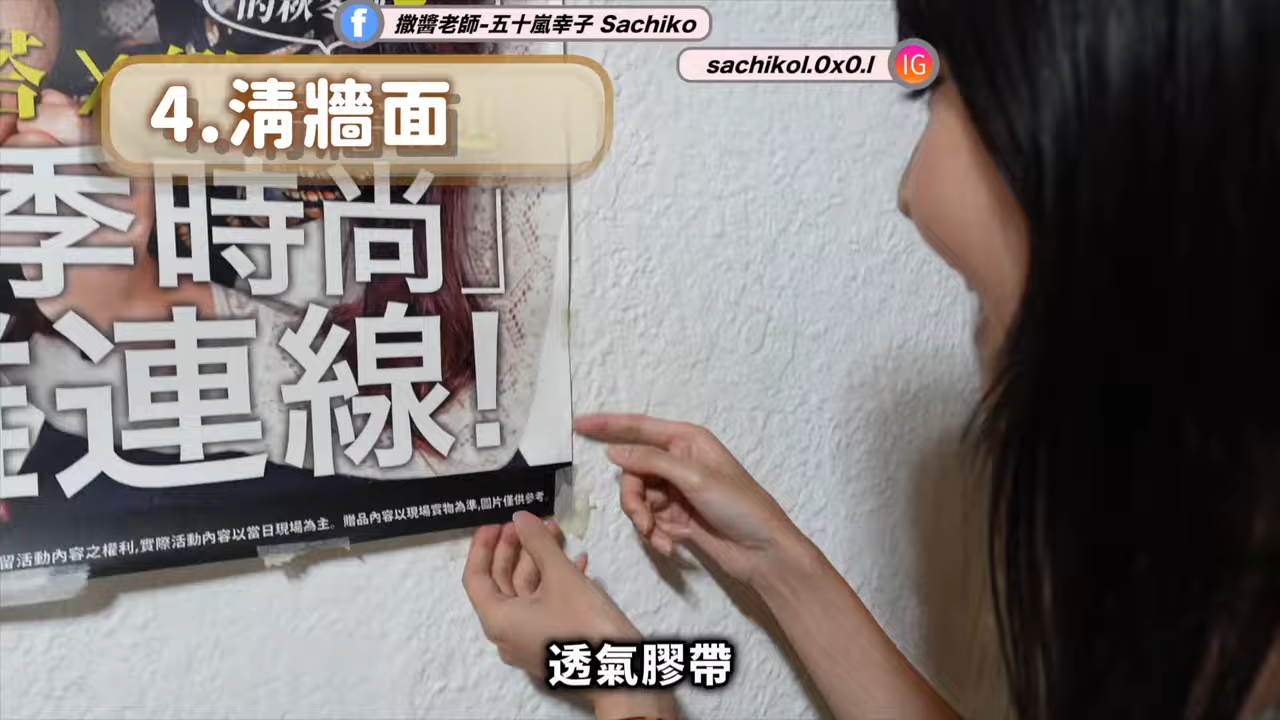 的秋冬
撒醬老師-五十嵐幸子 Sachiko
sachikol.0x0.l
IG
4.清牆面
季時尚」
連線!
留活動內容之權利,實際活動內容以當日現場為主。贈品內容以現場實物為準,圖片僅供參考。
透氣膠帶